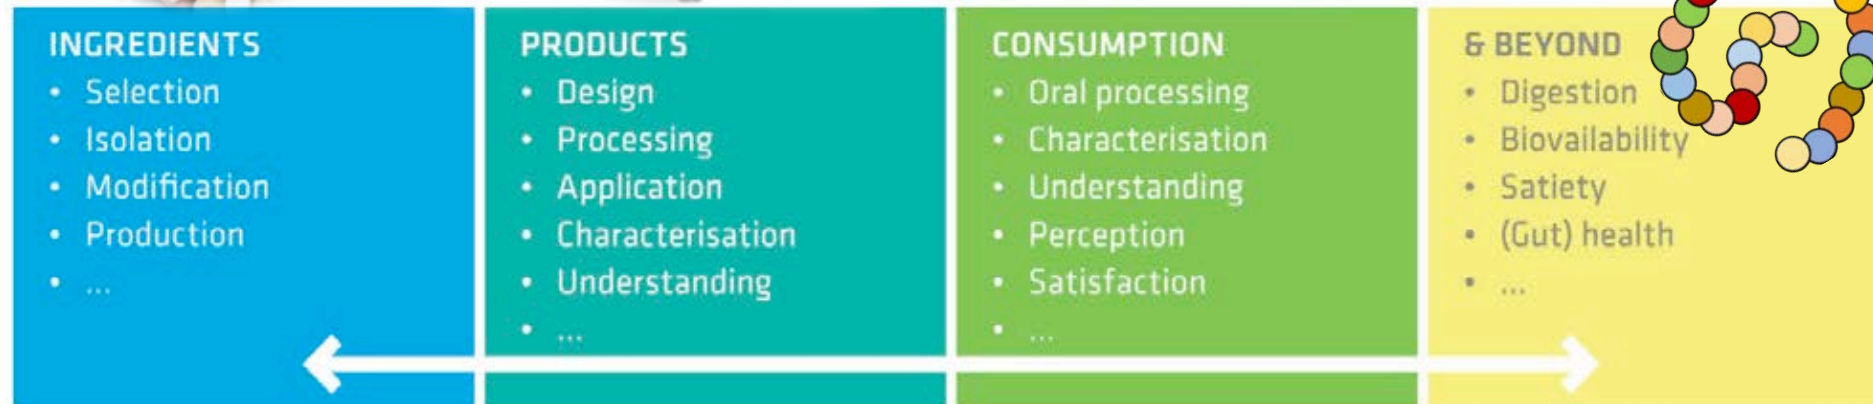 INGREDIENTS
• Selection
• Isolation
• Modification
• Production
• ...
PRODUCTS
• Design
• Processing
• Application
• Characterisation
• Understanding
• ...
CONSUMPTION
• Oral processing
• Characterisation
• Understanding
• Perception
• Satisfaction
• ...
& BEYOND
• Digestion
• Biovailability
• Satiety
• (Gut) health
• ...